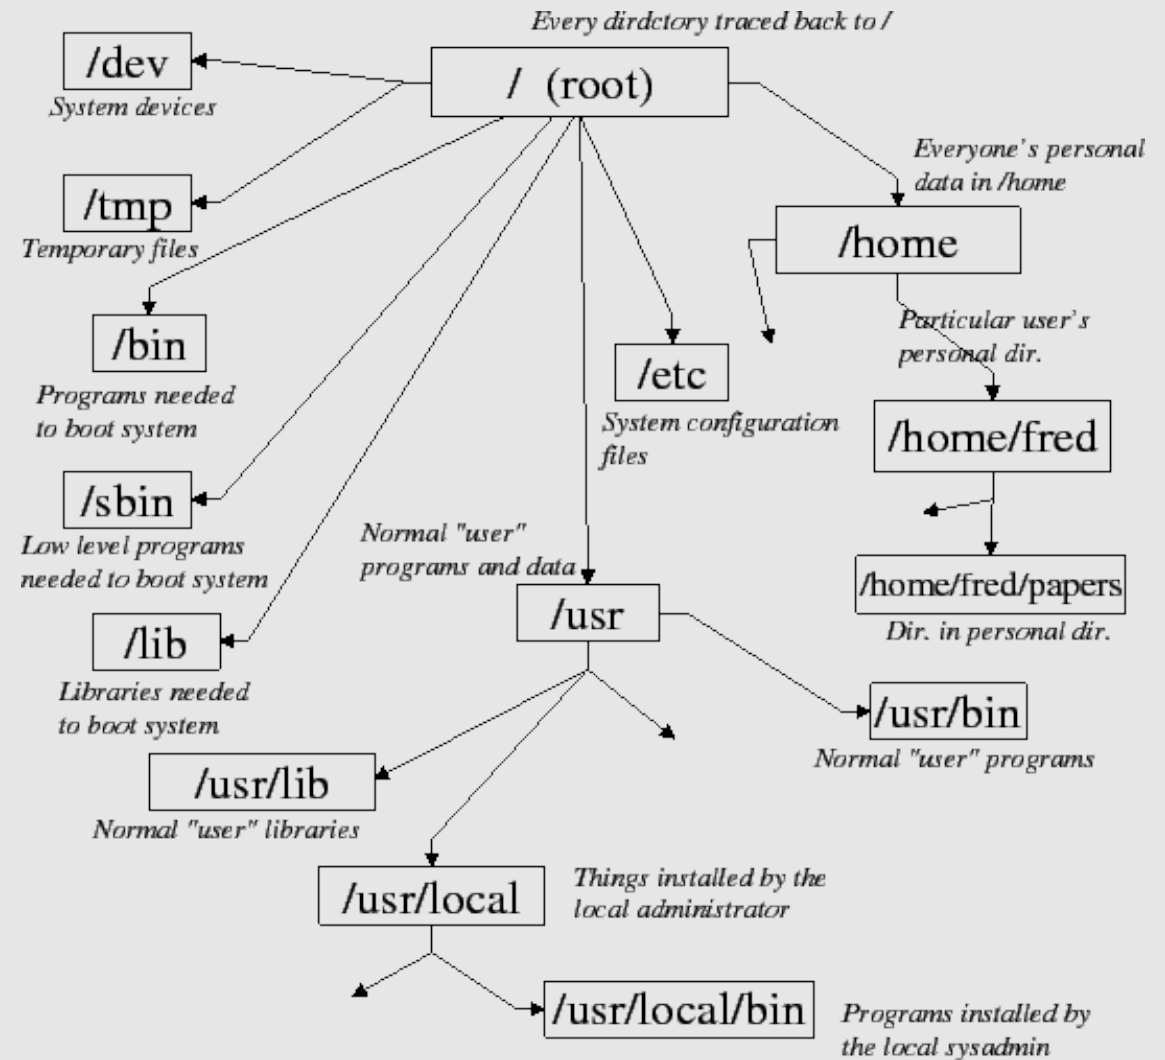 Every dirdctory traced back to /
/ (root)
/dev
System devices
/tmp
Temporary files
/bin
Programs needed
to boot system
/sbin
Low level programs
needed to boot system
/lib
Libraries needed
to boot system
/etc
System configuration
files
Everyone's personal
data in /home
/home
Particular user's
personal dir.
/home/fred
/home/fred/papers
Dir. in personal dir.
Normal "user"
programs and data
/usr
/usr/bin
Normal "user" programs
/usr/lib
Normal "user" libraries
/usr/local
Things installed by the
local administrator
/usr/local/bin
Programs installed by
the local sysadmin